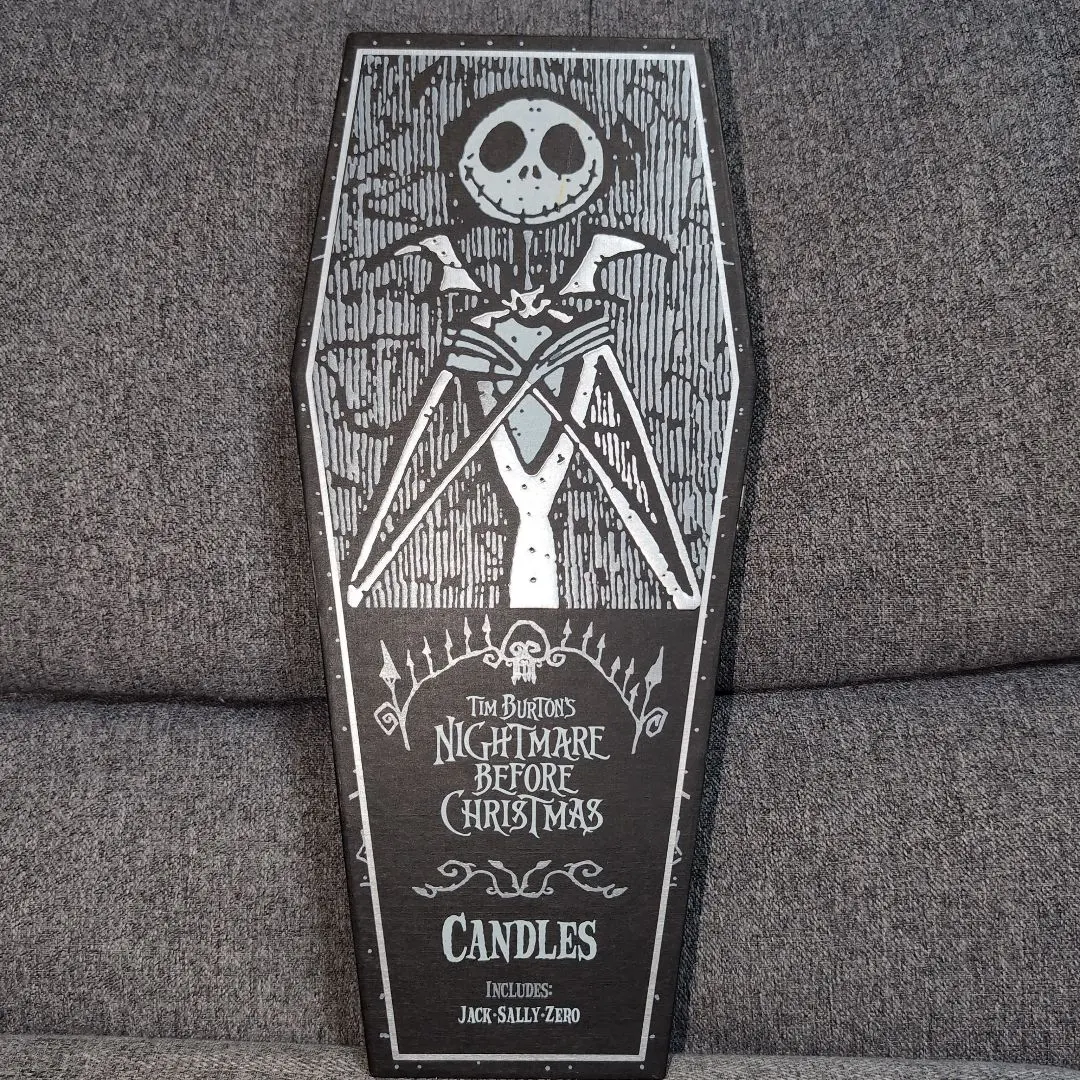 Tim Burton's
Nightmare
Before
Christmas
Candles
Includes:
Jack·Sally·Zero